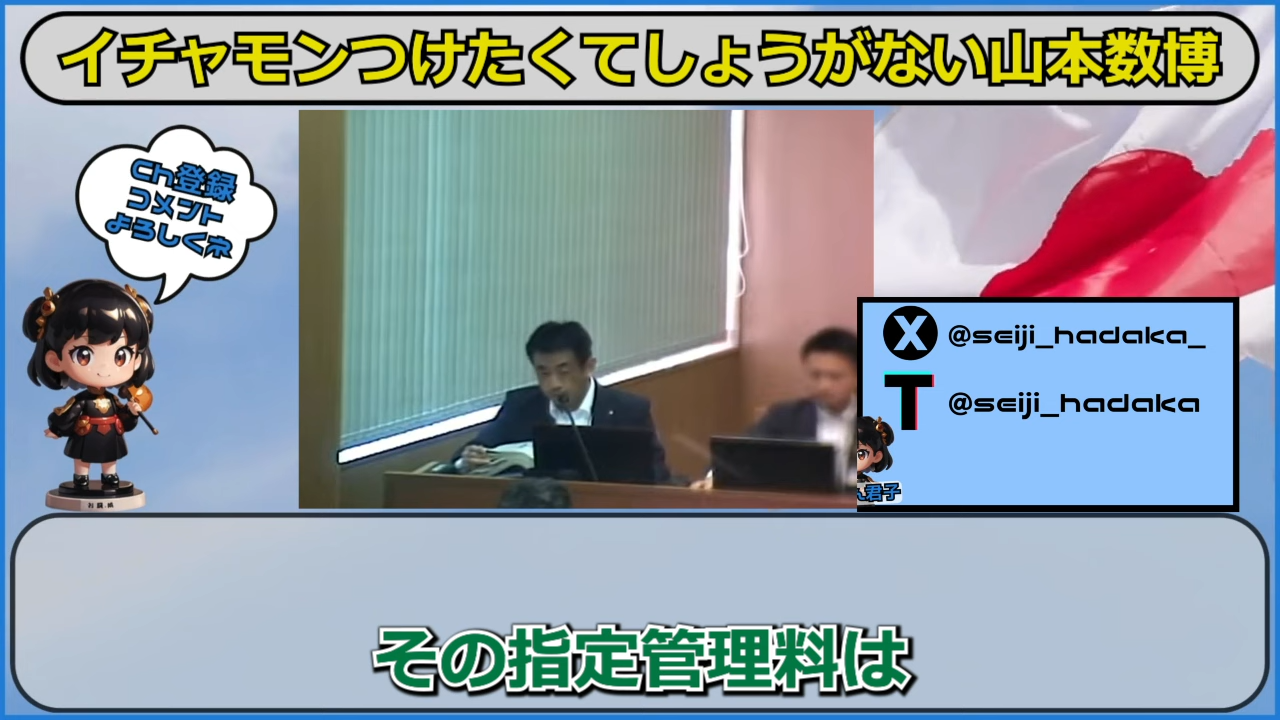 イチャモンつけたくてしょうがない山本数博
Ch登録
コメント
よろしくネ
@seiji_hadaka_
@seiji_hadaka
君子
その指定管理料は